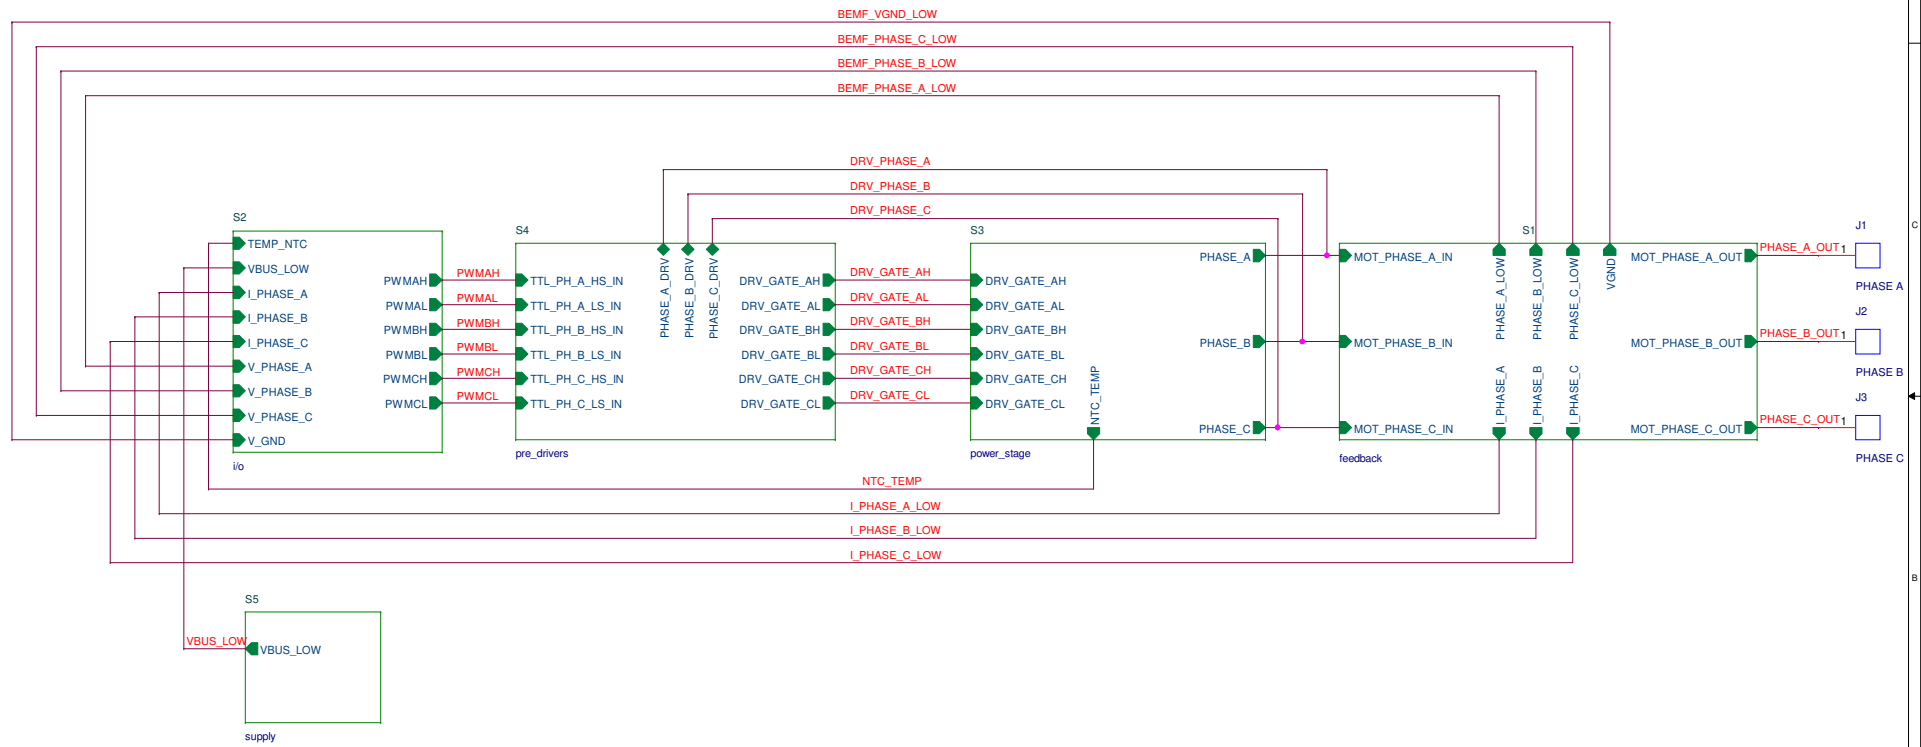 BEMF_VGND_LOW
BEMF_PHASE_C_LOW
BEMF_PHASE_B_LOW
BEMF_PHASE_A_LOW
DRV_PHASE_A
DRV_PHASE_B
DRV_PHASE_C
S2
TEMP_NTC
VBUS_LOW
I_PHASE_A
I_PHASE_B
I_PHASE_C
V_PHASE_A
V_PHASE_B
V_PHASE_C
V_GND
PWMAH
PWMAL
PWMBH
PWMBL
PWMCH
PWMCL
i/o
PWMAH
PWMAL
PWMBH
PWMBL
PWMCH
PWMCL
S4
TTL_PH_A_HS_IN
TTL_PH_A_LS_IN
TTL_PH_B_HS_IN
TTL_PH_B_LS_IN
TTL_PH_C_HS_IN
TTL_PH_C_LS_IN
PHASE_A_DRV
PHASE_B_DRV
PHASE_C_DRV
DRV_GATE_AH
DRV_GATE_AL
DRV_GATE_BH
DRV_GATE_BL
DRV_GATE_CH
DRV_GATE_CL
pre_drivers
DRV_GATE_AH
DRV_GATE_AL
DRV_GATE_BH
DRV_GATE_BL
DRV_GATE_CH
DRV_GATE_CL
S3
DRV_GATE_AH
DRV_GATE_AL
DRV_GATE_BH
DRV_GATE_BL
DRV_GATE_CH
DRV_GATE_CL
NTC_TEMP
PHASE_A
PHASE_B
PHASE_C
power_stage
S1
MOT_PHASE_A_IN
MOT_PHASE_B_IN
MOT_PHASE_C_IN
PHASE_A_LOW
PHASE_B_LOW
PHASE_C_LOW
VGND
I_PHASE_A
I_PHASE_B
I_PHASE_C
MOT_PHASE_A_OUT
MOT_PHASE_B_OUT
MOT_PHASE_C_OUT
feedback
PHASE_A_OUT
1
J1
PHASE A
PHASE_B_OUT
1
J2
PHASE B
PHASE_C_OUT
1
J3
PHASE C
C
B
NTC_TEMP
I_PHASE_A_LOW
I_PHASE_B_LOW
I_PHASE_C_LOW
S5
VBUS_LOW
VBUS_LOW
supply